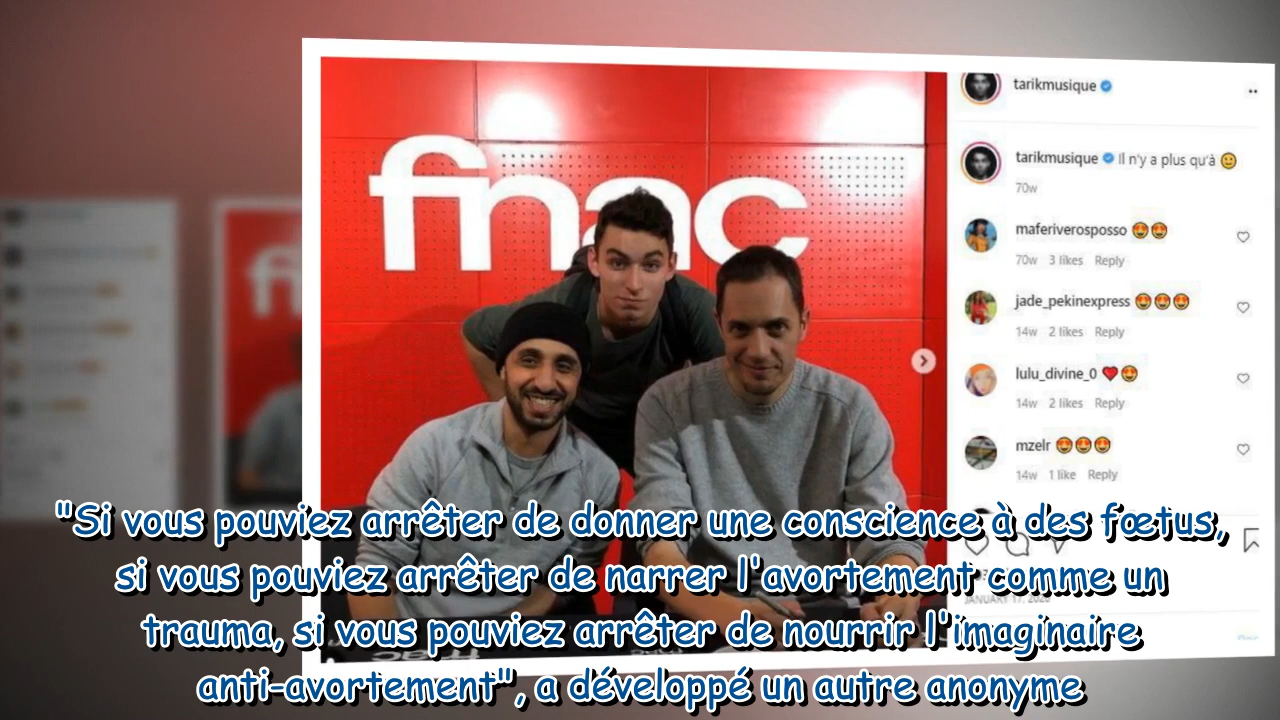 fnac
tarikmusique
tarikmusique Il n'y a plus qu'à
70w
maferiverosposso
70w 3 likes Reply
jade_pekinexpress
14w 2 likes Reply
lulu_divine_0
14w 2 likes Reply
mzelr
14w 1 like Reply
JANUARY 17, 2020
"Si vous pouviez arrêter de donner une conscience à des fœtus,
si vous pouviez arrêter de narrer l'avortement comme un
trauma, si vous pouviez arrêter de nourrir l'imaginaire
anti-avortement", a développé un autre anonyme